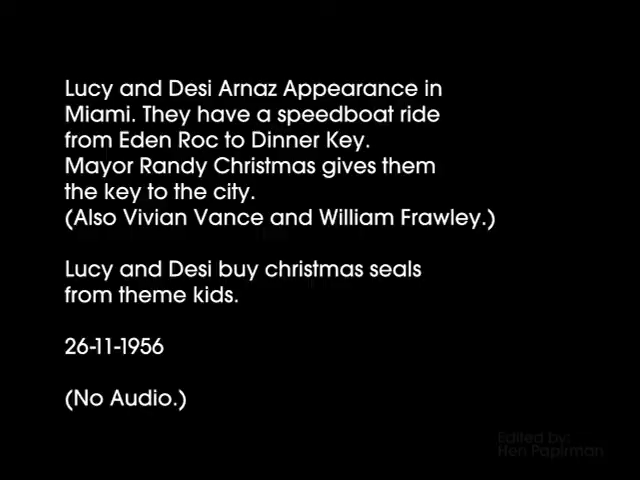 Lucy and Desi Arnaz Appearance in
Miami. They have a speedboat ride
from Eden Roc to Dinner Key.
Mayor Randy Christmas gives them
the key to the city.
(Also Vivian Vance and William Frawley.)
Lucy and Desi buy christmas seals
from theme kids.
26-11-1956
(No Audio.)
Edited by:
Hen Papirman